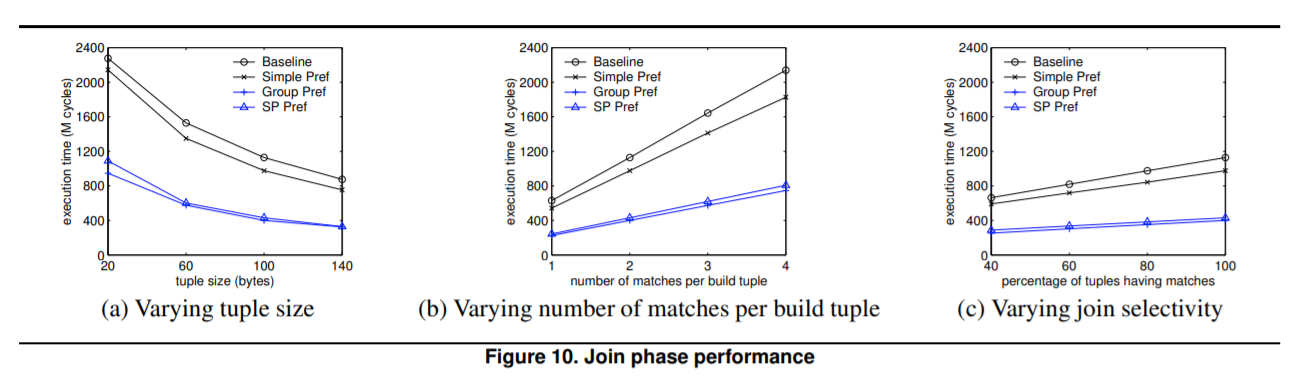 2400
2000
1600
1200
800
400
0
execution time (M cycles)
Baseline
Simple Pref
Group Pref
SP Pref
20 60 100 140
tuple size (bytes)
(a) Varying tuple size
2400
2000
1600
1200
800
400
0
execution time (M cycles)
Baseline
Simple Pref
Group Pref
SP Pref
1 2 3 4
number of matches per build tuple
(b) Varying number of matches per build tuple
2400
2000
1600
1200
800
400
0
execution time (M cycles)
Baseline
Simple Pref
Group Pref
SP Pref
40 60 80 100
percentage of tuples having matches
(c) Varying join selectivity
Figure 10. Join phase performance